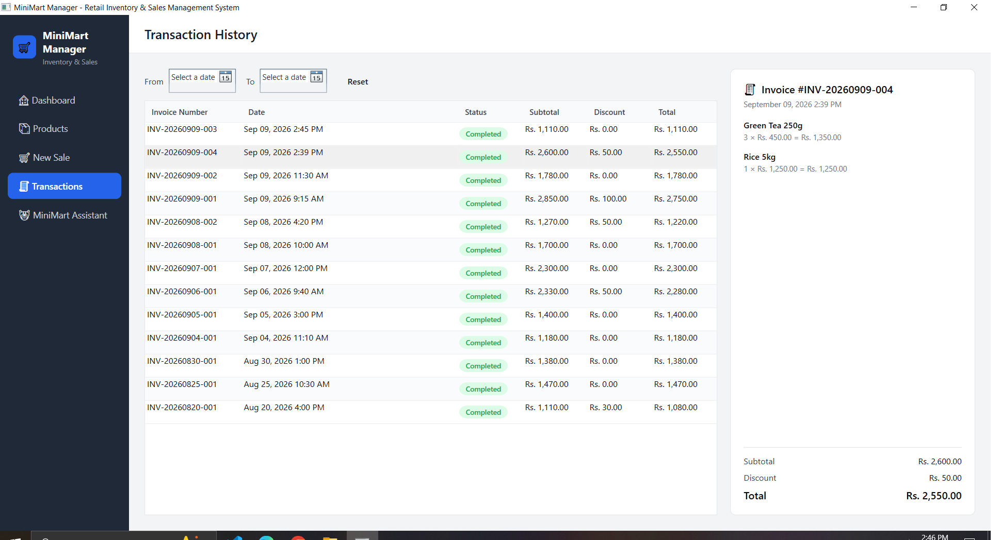 MiniMart Manager - Retail Inventory & Sales Management System
MiniMart
Manager
Inventory & Sales
Dashboard
Products
New Sale
Transactions
MiniMart Assistant
Transaction History
From Select a date 15 To Select a date 15 Reset
Invoice Number Date Status Subtotal Discount Total
INV-20260909-003 Sep 09, 2026 2:45 PM Completed Rs. 1,110.00 Rs. 0.00 Rs. 1,110.00
INV-20260909-004 Sep 09, 2026 2:39 PM Completed Rs. 2,600.00 Rs. 50.00 Rs. 2,550.00
INV-20260909-002 Sep 09, 2026 11:30 AM Completed Rs. 1,780.00 Rs. 0.00 Rs. 1,780.00
INV-20260909-001 Sep 09, 2026 9:15 AM Completed Rs. 2,850.00 Rs. 100.00 Rs. 2,750.00
INV-20260908-002 Sep 08, 2026 4:20 PM Completed Rs. 1,270.00 Rs. 50.00 Rs. 1,220.00
INV-20260908-001 Sep 08, 2026 10:00 AM Completed Rs. 1,700.00 Rs. 0.00 Rs. 1,700.00
INV-20260907-001 Sep 07, 2026 12:00 PM Completed Rs. 2,300.00 Rs. 0.00 Rs. 2,300.00
INV-20260906-001 Sep 06, 2026 9:40 AM Completed Rs. 2,330.00 Rs. 50.00 Rs. 2,280.00
INV-20260905-001 Sep 05, 2026 3:00 PM Completed Rs. 1,400.00 Rs. 0.00 Rs. 1,400.00
INV-20260904-001 Sep 04, 2026 11:10 AM Completed Rs. 1,180.00 Rs. 0.00 Rs. 1,180.00
INV-20260830-001 Aug 30, 2026 1:00 PM Completed Rs. 1,380.00 Rs. 0.00 Rs. 1,380.00
INV-20260825-001 Aug 25, 2026 10:30 AM Completed Rs. 1,470.00 Rs. 0.00 Rs. 1,470.00
INV-20260820-001 Aug 20, 2026 4:00 PM Completed Rs. 1,110.00 Rs. 30.00 Rs. 1,080.00
Invoice #INV-20260909-004
September 09, 2026 2:39 PM
Green Tea 250g
3 × Rs. 450.00 = Rs. 1,350.00
Rice 5kg
1 × Rs. 1,250.00 = Rs. 1,250.00
Subtotal Rs. 2,600.00
Discount Rs. 50.00
Total Rs. 2,550.00
2:46 PM